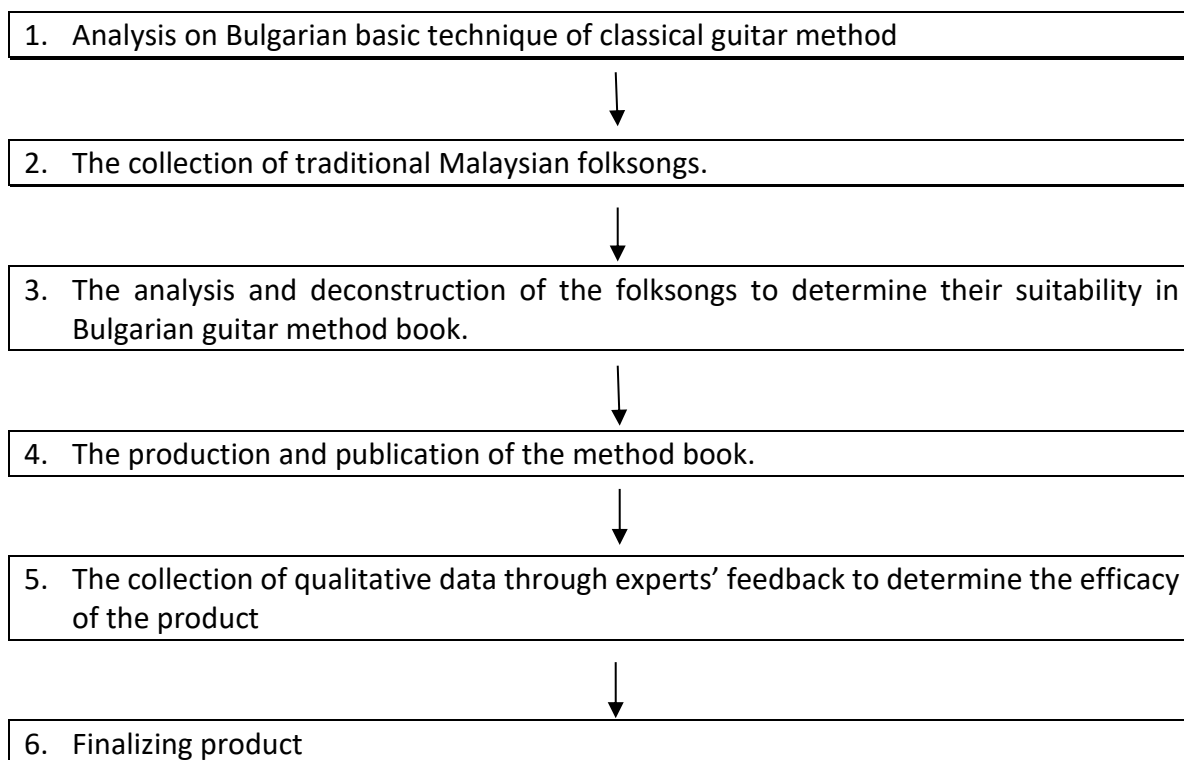 1. Analysis on Bulgarian basic technique of classical guitar method
2. The collection of traditional Malaysian folksongs.
3. The analysis and deconstruction of the folksongs to determine their suitability in
Bulgarian guitar method book.
4. The production and publication of the method book.
5. The collection of qualitative data through experts’ feedback to determine the efficacy
of the product
6. Finalizing product